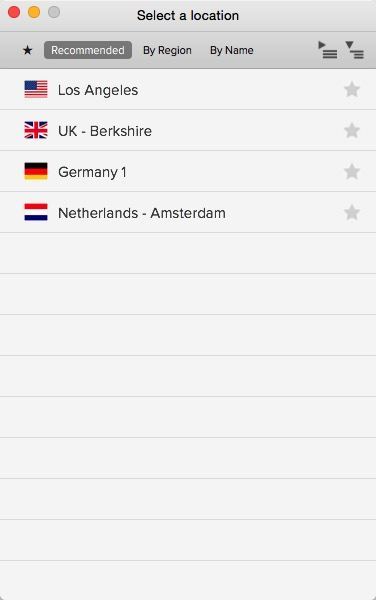 Select a location
★ Recommended By Region By Name
Los Angeles
UK - Berkshire
Germany 1
Netherlands - Amsterdam